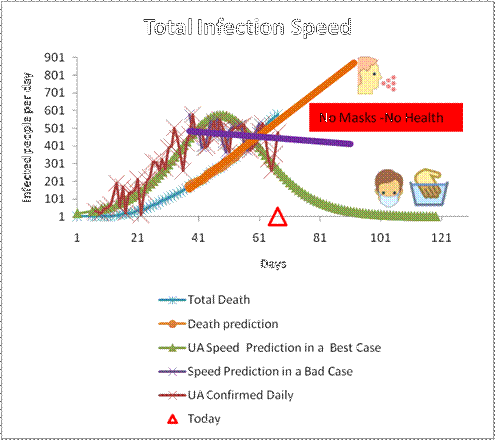 Total Infection Speed
Infected people per day
901
801
701
601
501
401
301
201
101
1
No Masks -No Health
1 21 41 61 81 101 121
Days
Total Death
Death prediction
UA Speed Prediction in a Best Case
Speed Prediction in a Bad Case
UA Confirmed Daily
Today